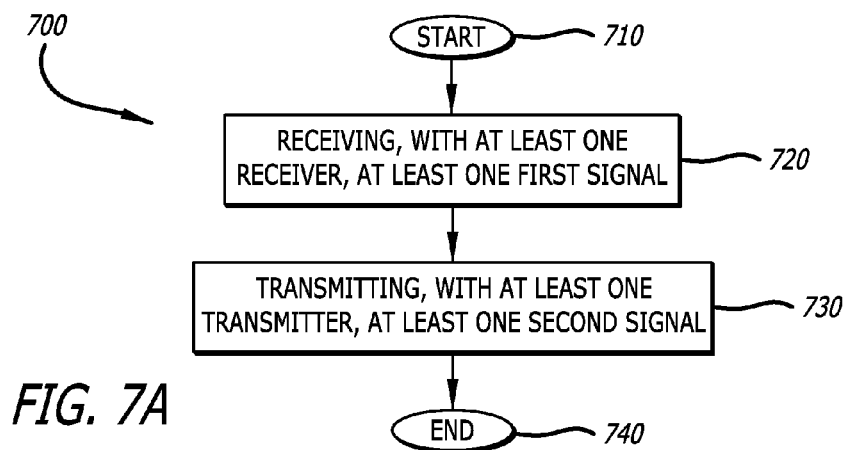 700
START
710
RECEIVING, WITH AT LEAST ONE
RECEIVER, AT LEAST ONE FIRST SIGNAL
720
TRANSMITTING, WITH AT LEAST ONE
TRANSMITTER, AT LEAST ONE SECOND SIGNAL
730
FIG. 7A
END
740